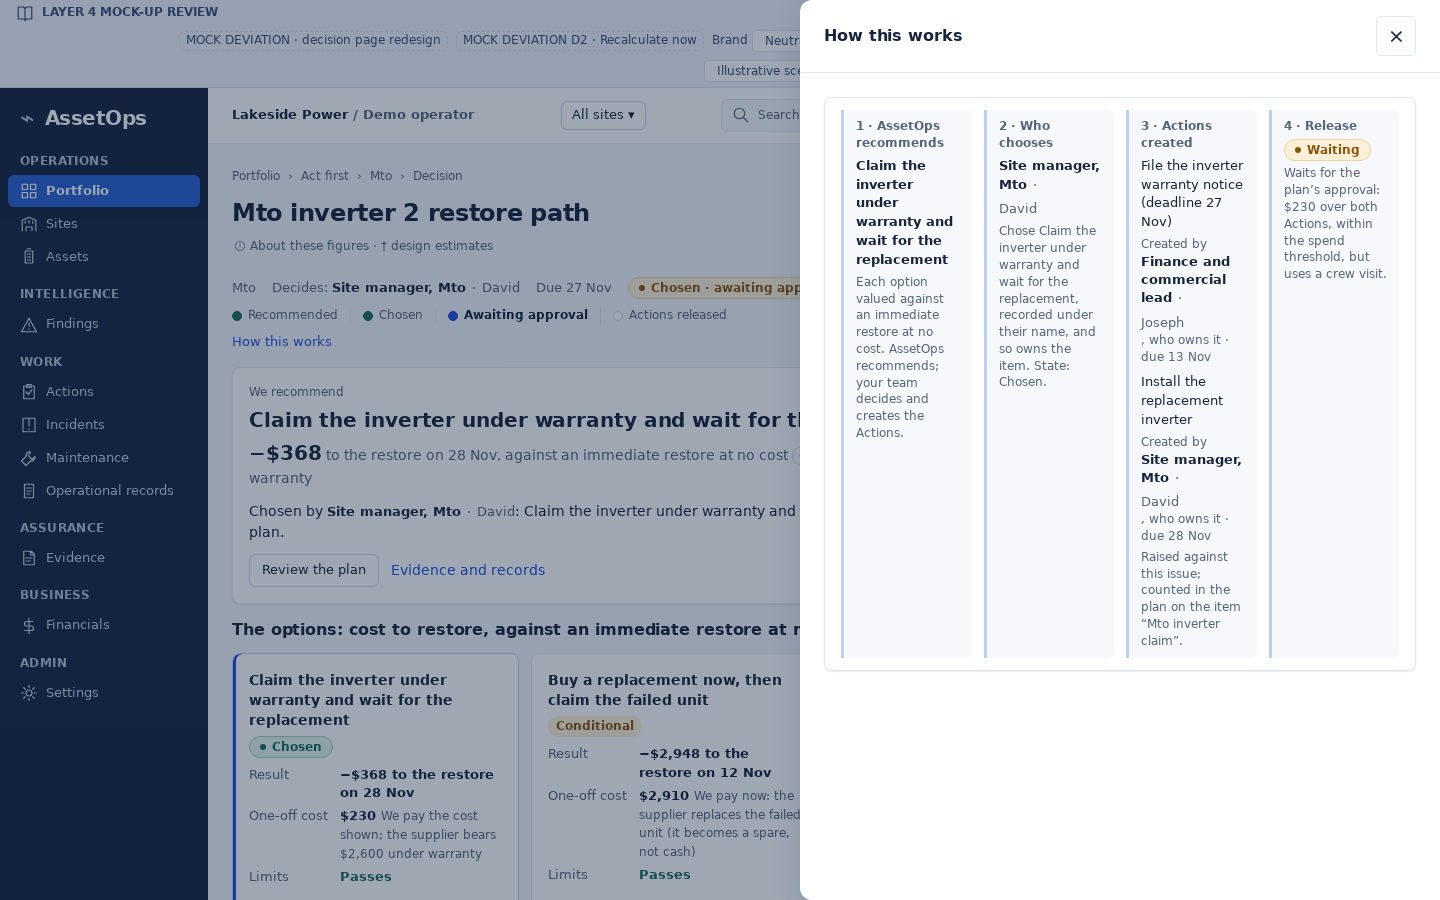 LAYER 4 MOCK-UP REVIEW
MOCK DEVIATION · decision page redesign
MOCK DEVIATION D2 · Recalculate now
Brand
Illustrative
AssetOps
OPERATIONS
Portfolio
Sites
Assets
INTELLIGENCE
Findings
WORK
Actions
Incidents
Maintenance
Operational records
ASSURANCE
Evidence
BUSINESS
Financials
ADMIN
Settings
Lakeside Power / Demo operator
All sites ▾
Search
Portfolio › Act first › Mto › Decision
Mto inverter 2 restore path
About these figures · † design estimates
Mto Decides: Site manager, Mto · David Due 27 Nov Chosen · awaiting
Recommended Chosen Awaiting approval Actions released
How this works
We recommend
Claim the inverter under warranty and wait for
−$368 to the restore on 28 Nov, against an immediate restore at no cost
warranty
Chosen by Site manager, Mto · David: Claim the inverter under warranty and
plan.
Review the plan
Evidence and records
The options: cost to restore, against an immediate restore at
Claim the inverter under
warranty and wait for the
replacement
Chosen
Result −$368 to the restore
on 28 Nov
One-off cost $230 We pay the cost
shown; the supplier bears
$2,600 under warranty
Limits Passes
Buy a replacement now, then
claim the failed unit
Conditional
Result −$2,948 to the
restore on 12 Nov
One-off cost $2,910 We pay now: the
supplier replaces the failed
unit (it becomes a spare,
not cash)
Limits Passes
How this works
1 · AssetOps
recommends
Claim the
inverter
under
warranty and
wait for the
replacement
Each option
valued against
an immediate
restore at no
cost. AssetOps
recommends;
your team
decides and
creates the
Actions.
2 · Who
chooses
Site manager,
Mto ·
David
Chose Claim the
inverter under
warranty and
wait for the
replacement,
recorded under
their name, and
so owns the
item. State:
Chosen.
3 · Actions
created
File the inverter
warranty notice
(deadline 27
Nov)
Created by
Finance and
commercial
lead ·
Joseph
, who owns it ·
due 13 Nov
Install the
replacement
inverter
Created by
Site manager,
Mto ·
David
, who owns it ·
due 28 Nov
Raised against
this issue;
counted in the
plan on the item
“Mto inverter
claim”.
4 · Release
Waiting
Waits for the
plan’s approval:
$230 over both
Actions, within
the spend
threshold, but
uses a crew visit.